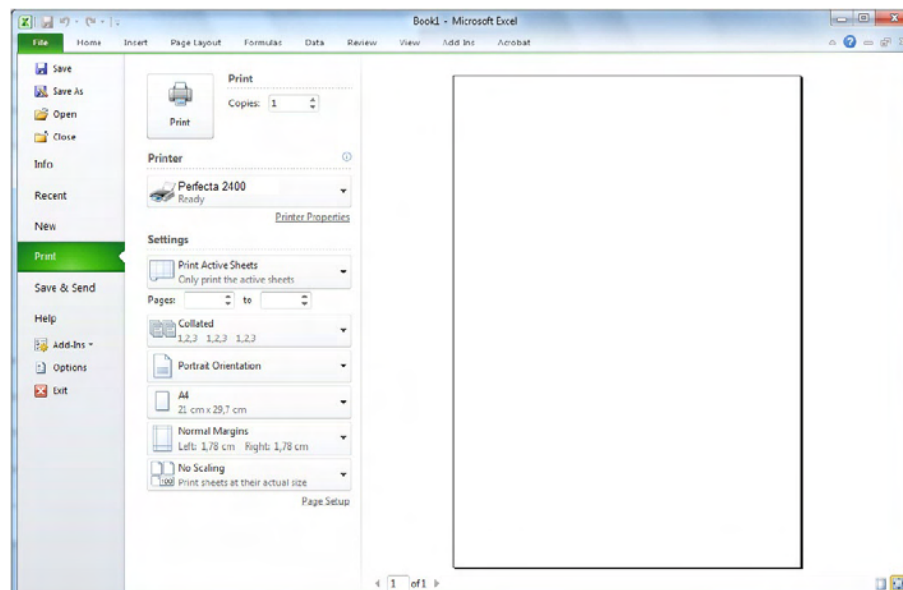 Book1 - Microsoft Excel
File Home Insert Page Layout Formulas Data Review View Add Ins Acrobat
Save
Save As
Open
Close
Info
Recent
New
Print
Save & Send
Help
Add-Ins
Options
Exit
Print
Print
Copies: 1
Printer
Perfecta 2400
Ready
Printer Properties
Settings
Print Active Sheets
Only print the active sheets
Pages: to
Collated
1,2,3 1,2,3 1,2,3
Portrait Orientation
A4
21 cm x 29,7 cm
Normal Margins
Left: 1,78 cm Right: 1,78 cm
No Scaling
100
Print sheets at their actual size
Page Setup
1 of 1